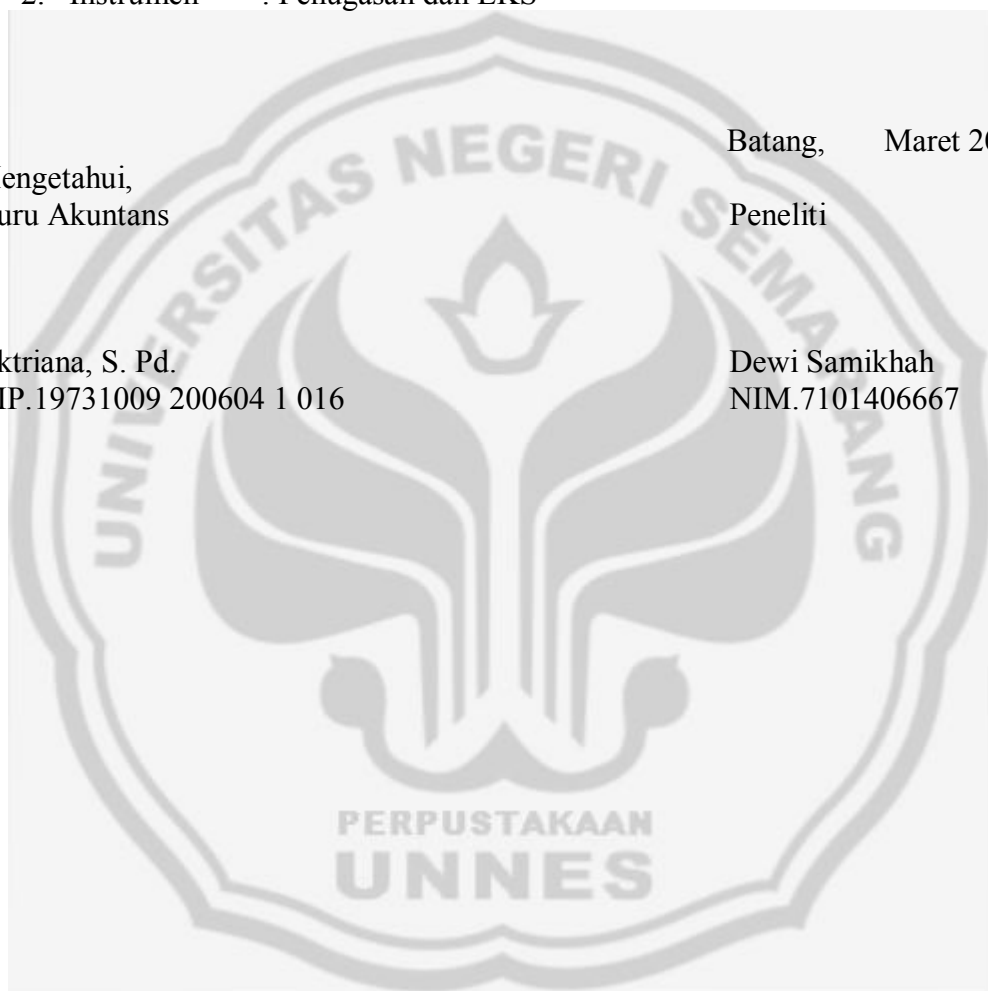 2. Instrumen : Penugasan dan LKS
Batang, Maret 20
engetahui,
uru Akuntans
Peneliti
ktriana, S. Pd.
Dewi Samikhah
IP.19731009 200604 1 016
NIM.7101406667
UNIVERSITAS NEGERI SEMARANG
PERPUSTAKAAN
UNNES